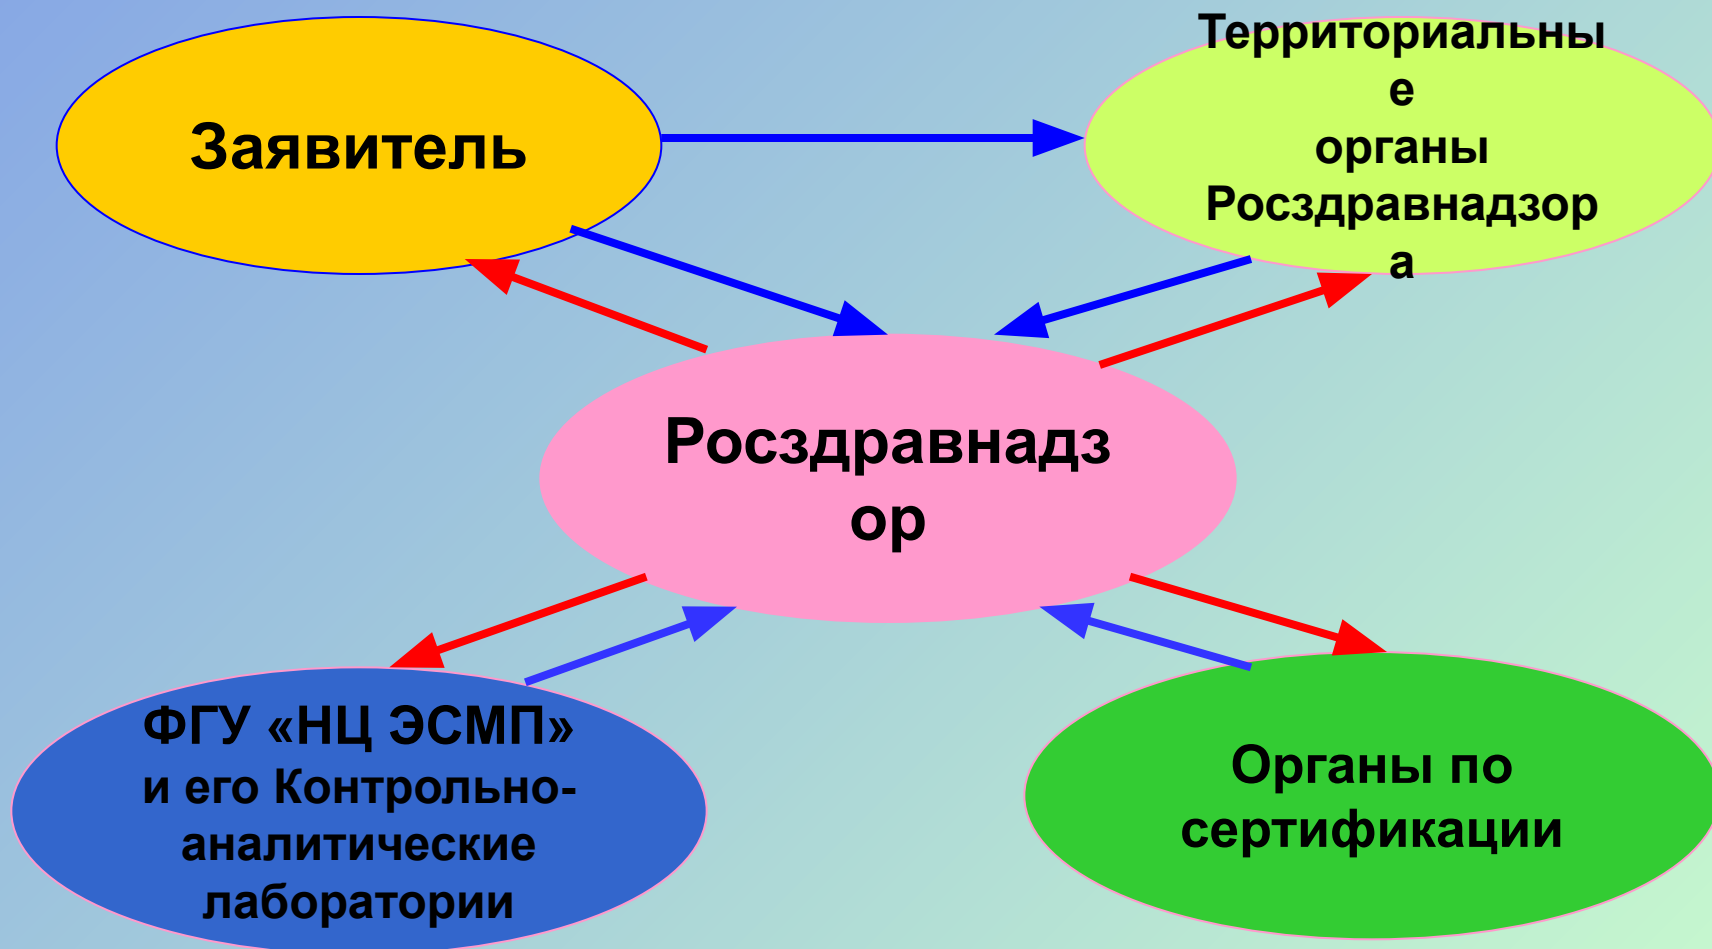 Заявитель
Территориальны
е
органы
Росздравнадзор
а
Росздравнадз
ор
ФГУ «НЦ ЭСМП»
и его Контрольно-
аналитические
лаборатории
Органы по
сертификации